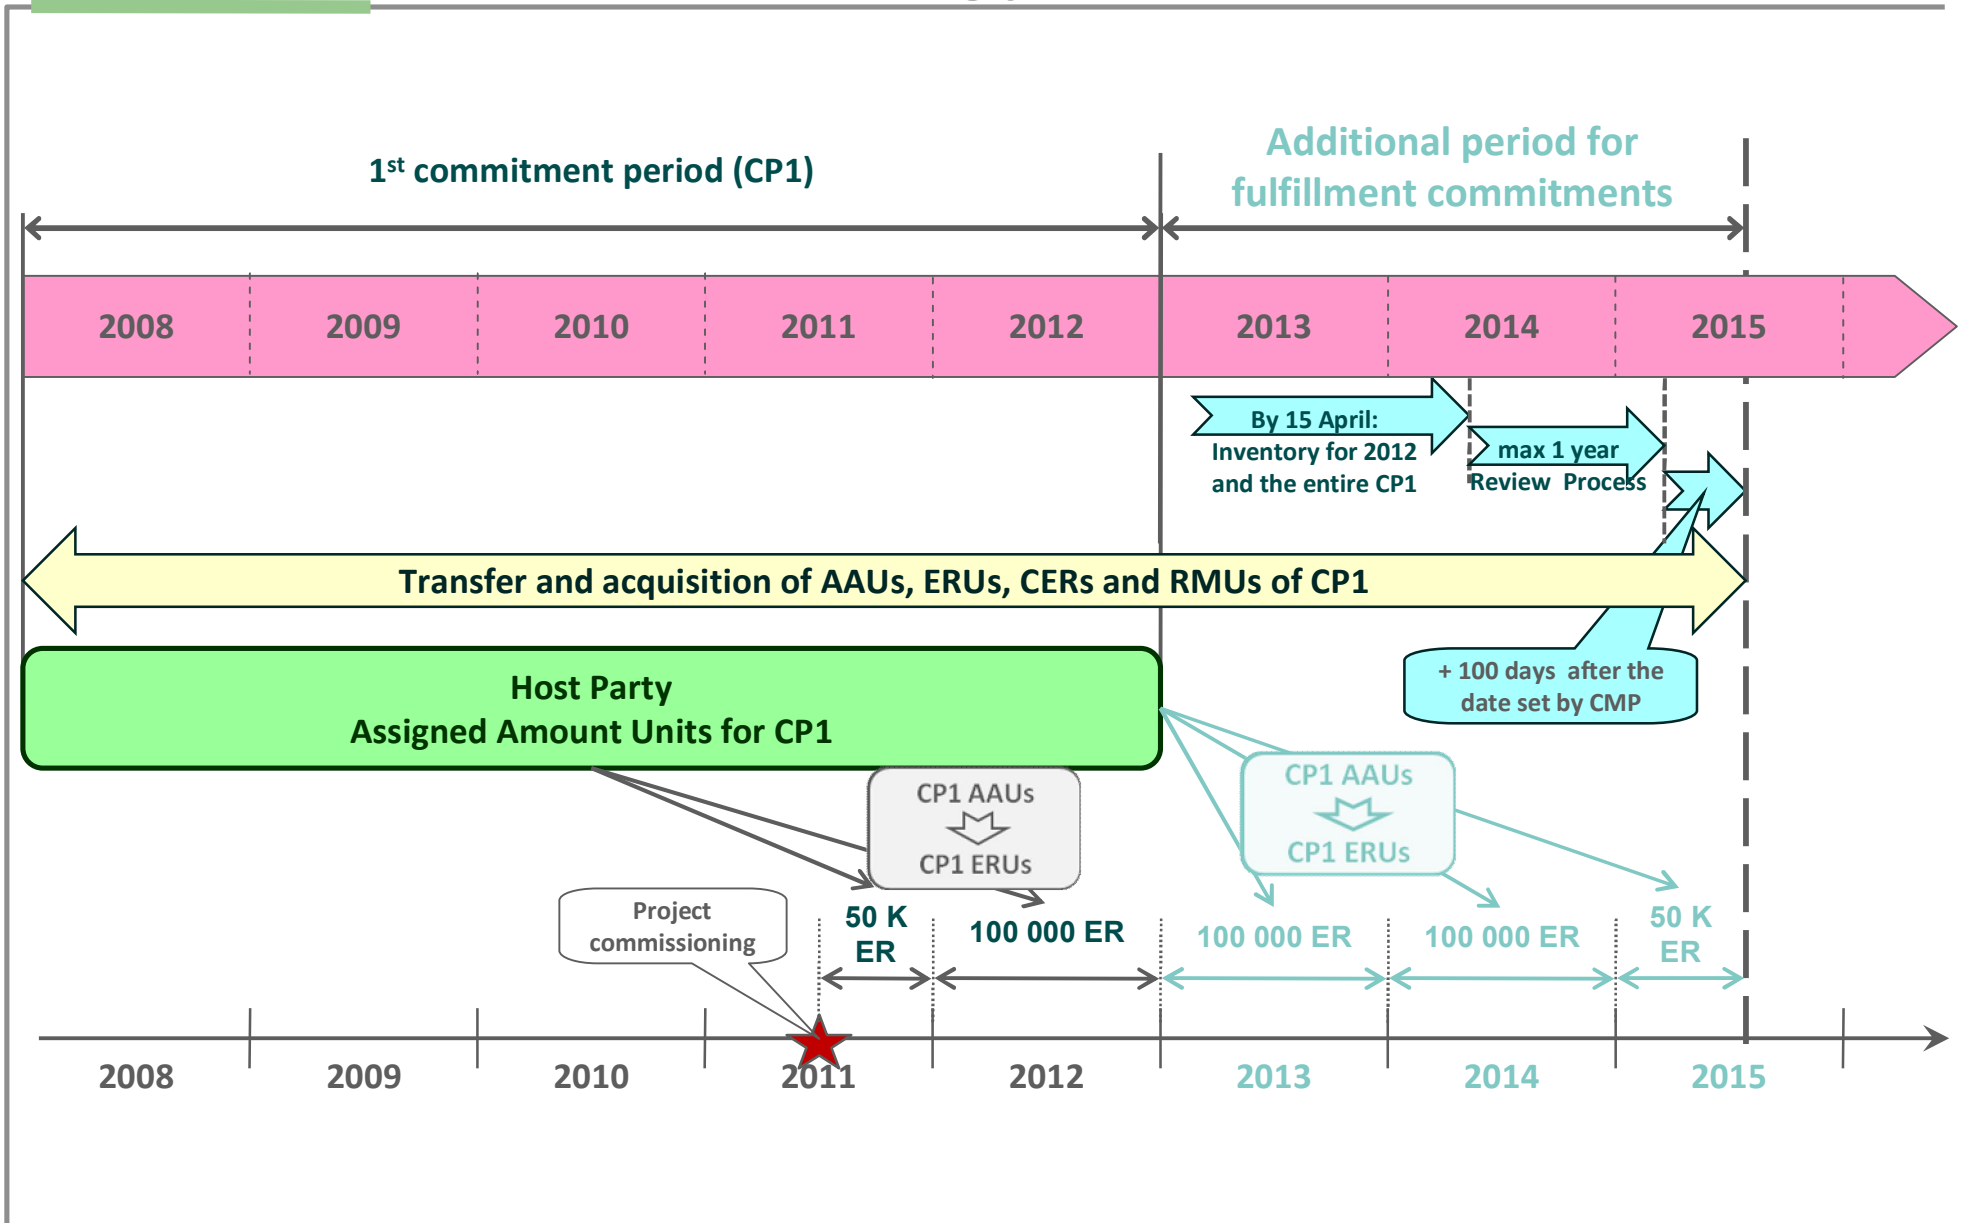 Additional period for
fulfillment commitments
1st commitment period (CP1)
2008 2009 2010 2011 2012 2013 2014 2015
By 15 April:
Inventory for 2012
and the entire CP1
max 1 year
Review Process
Transfer and acquisition of AAUs, ERUs, CERs and RMUs of CP1
+ 100 days after the
date set by CMP
Host Party
Assigned Amount Units for CP1
CP1 AAUs
CP1 ERUs
CP1 AAUs
CP1 ERUs
Project
commissioning
50 K
ER
100 000 ER
100 000 ER
100 000 ER
50 K
ER
2008 2009 2010 2011 2012 2013 2014 2015